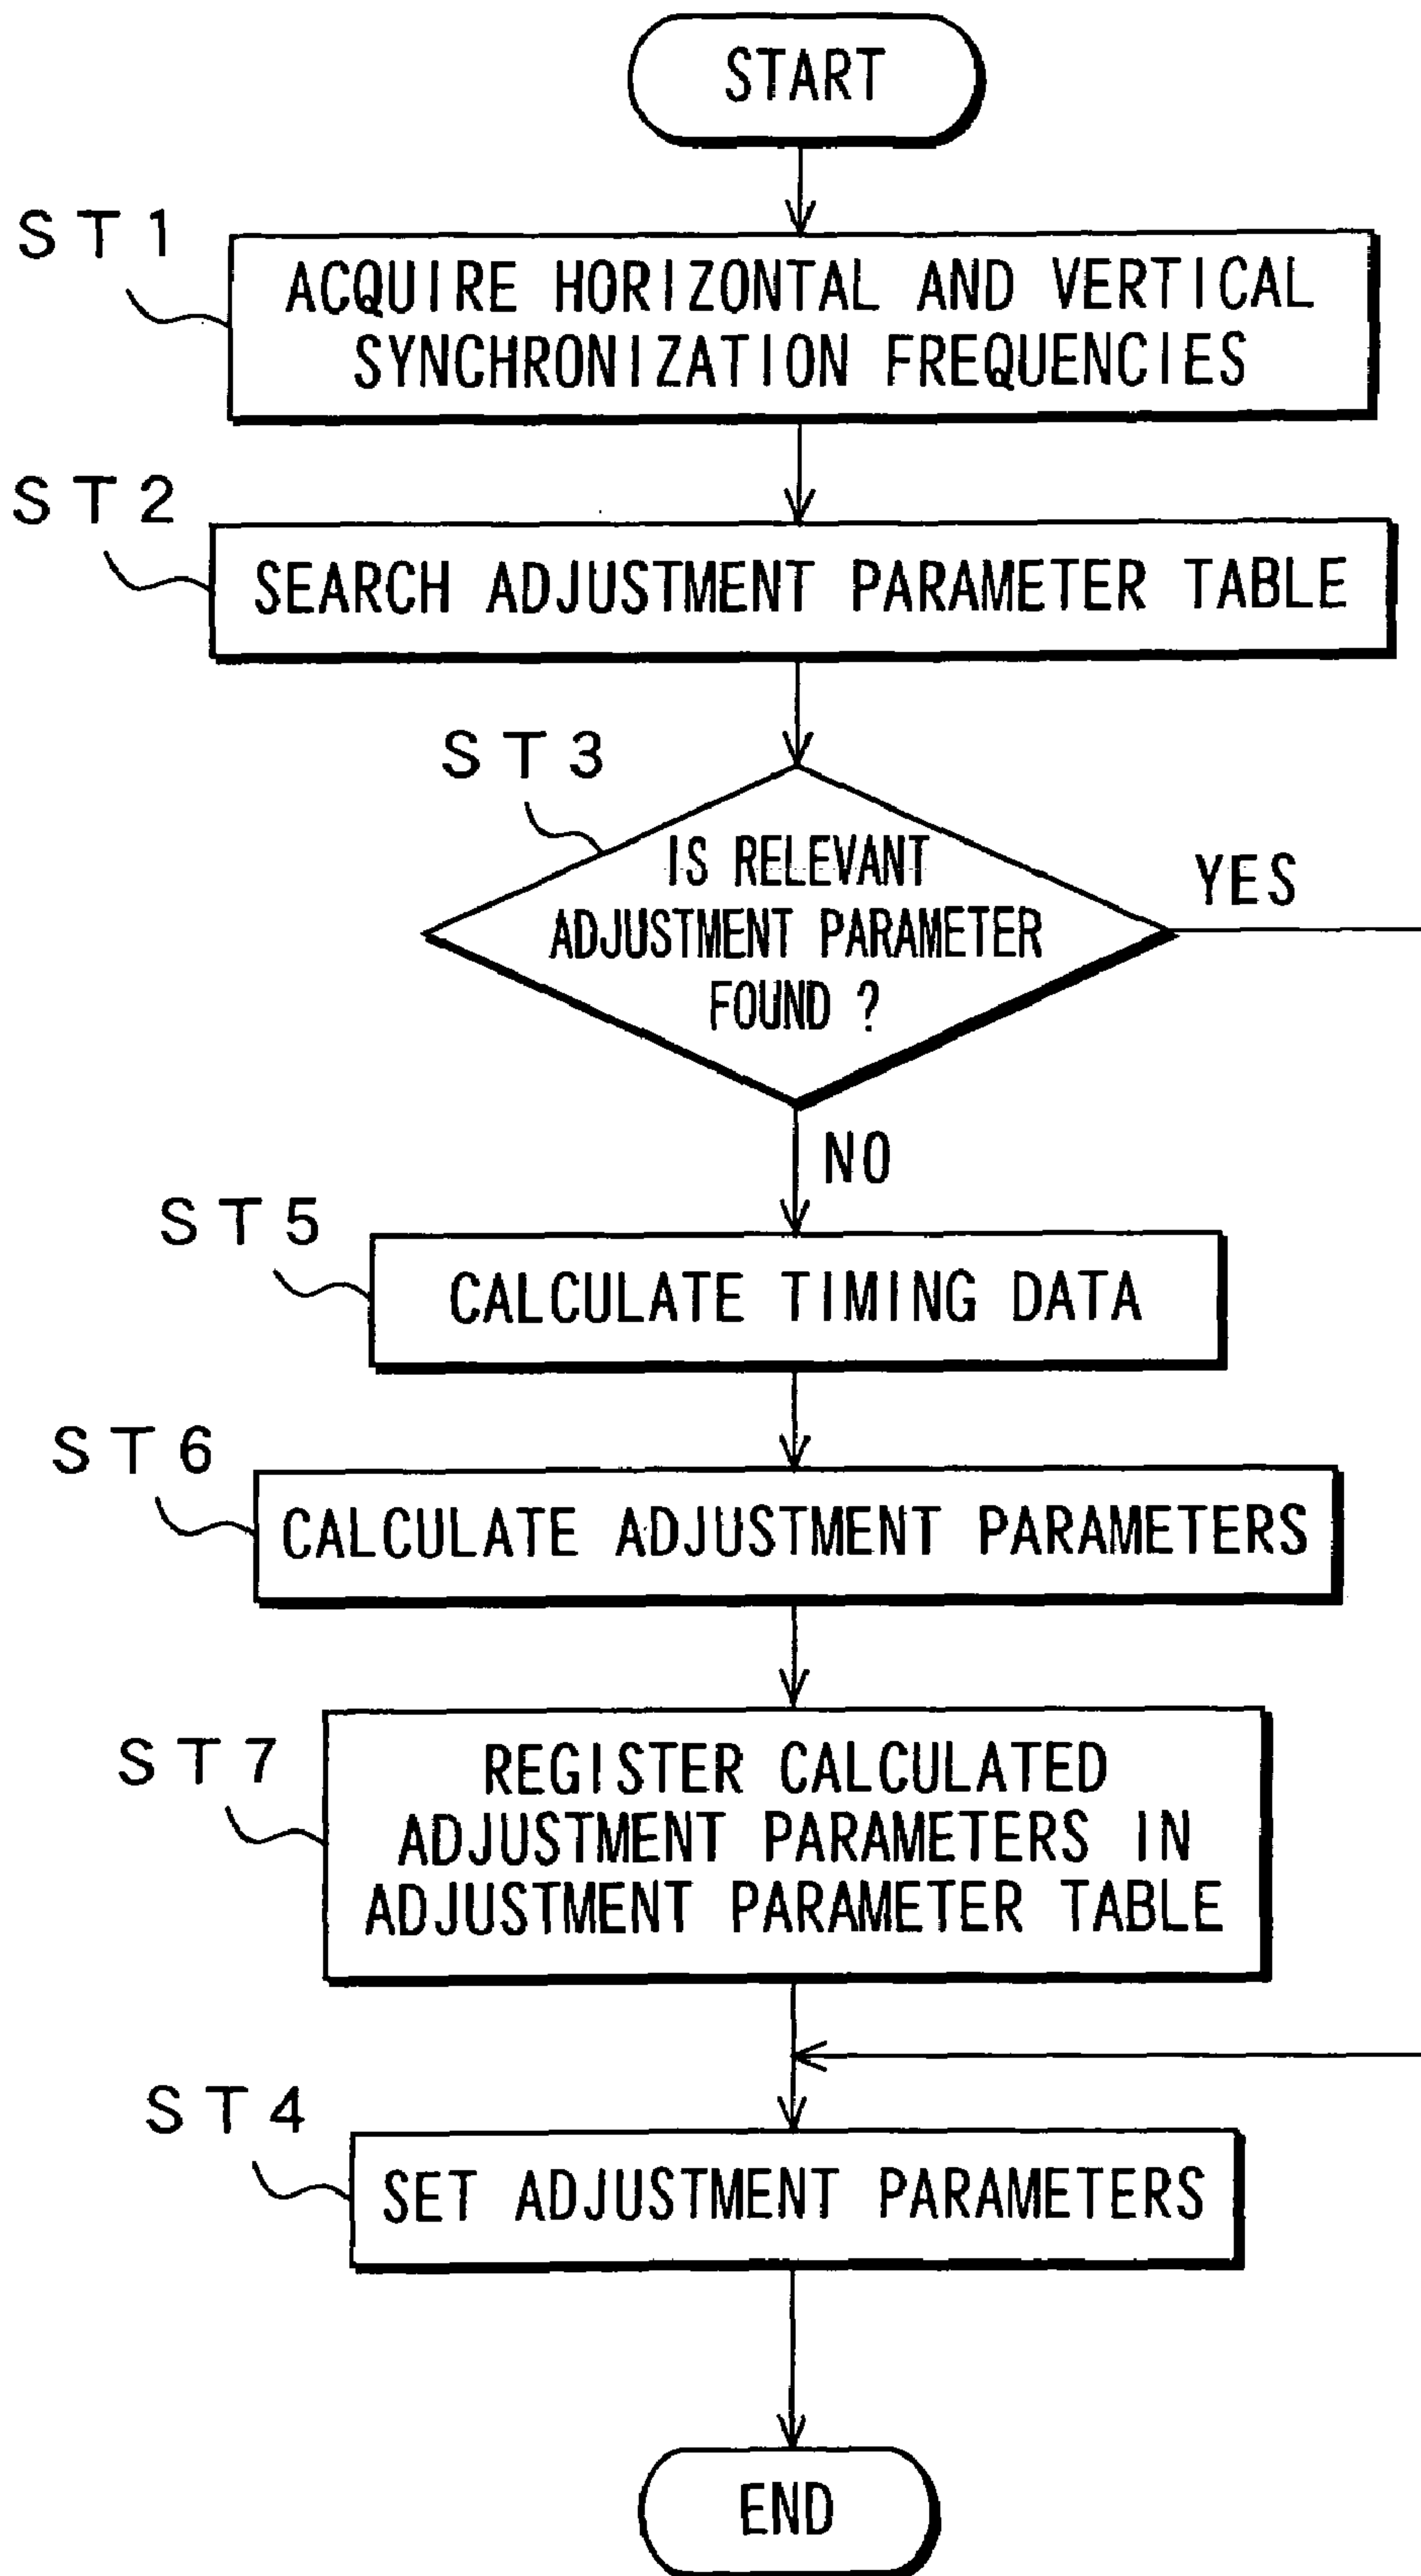 START
ST1
ACQUIRE HORIZONTAL AND VERTICAL
SYNCHRONIZATION FREQUENCIES
ST2
SEARCH ADJUSTMENT PARAMETER TABLE
ST3
IS RELEVANT
ADJUSTMENT PARAMETER
FOUND ?
YES
NO
ST5
CALCULATE TIMING DATA
ST6
CALCULATE ADJUSTMENT PARAMETERS
ST7
REGISTER CALCULATED
ADJUSTMENT PARAMETERS IN
ADJUSTMENT PARAMETER TABLE
ST4
SET ADJUSTMENT PARAMETERS
END